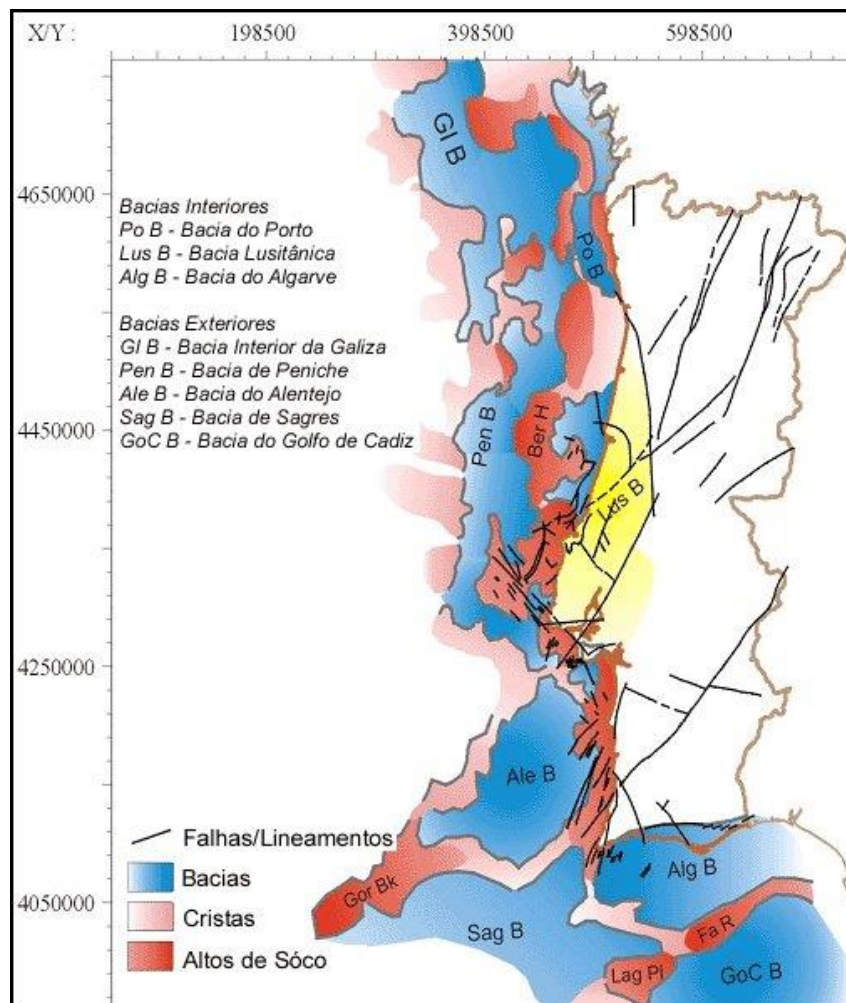 X/Y : 198500 398500 598500
4650000
4450000
4250000
4050000
Bacias Interiores
Po B - Bacia do Porto
Lus B - Bacia Lusitânica
Alg B - Bacia do Algarve
Bacias Exteriores
GI B - Bacia Interior da Galiza
Pen B - Bacia de Peniche
Ale B - Bacia do Alentejo
Sag B - Bacia de Sagres
GoC B - Bacia do Golfo de Cadiz
GI B
Po B
Pen B
Ber H
Lus B
Ale B
Alg B
Gor Bk
Sag B
Fa R
Lag Pl
GoC B
Falhas/Lineamentos
Bacias
Cristas
Altos de Sóco